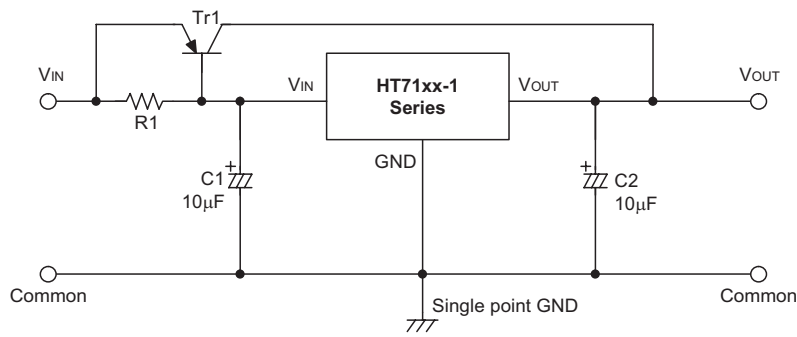 Tr1
VIN
R1
VIN
HT71xx-1
Series
VOUT
VOUT
GND
C1
10μF
C2
10μF
Common
Single point GND
Common